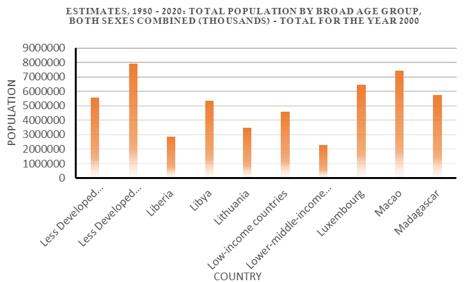 ESTIMATES, 1950 - 2020: TOTAL POPULATION BY BROAD AGE GROUP,
BOTH SEXES COMBINED (THOUSANDS) - TOTAL FOR THE YEAR 2000
POPULATION
9000000
8000000
7000000
6000000
5000000
4000000
3000000
2000000
1000000
0
Less Developed...
Less Developed...
Liberia
Libya
Lithuania
Low-income countries
Lower-middle-income...
Luxembourg
Macao
Madagascar
COUNTRY